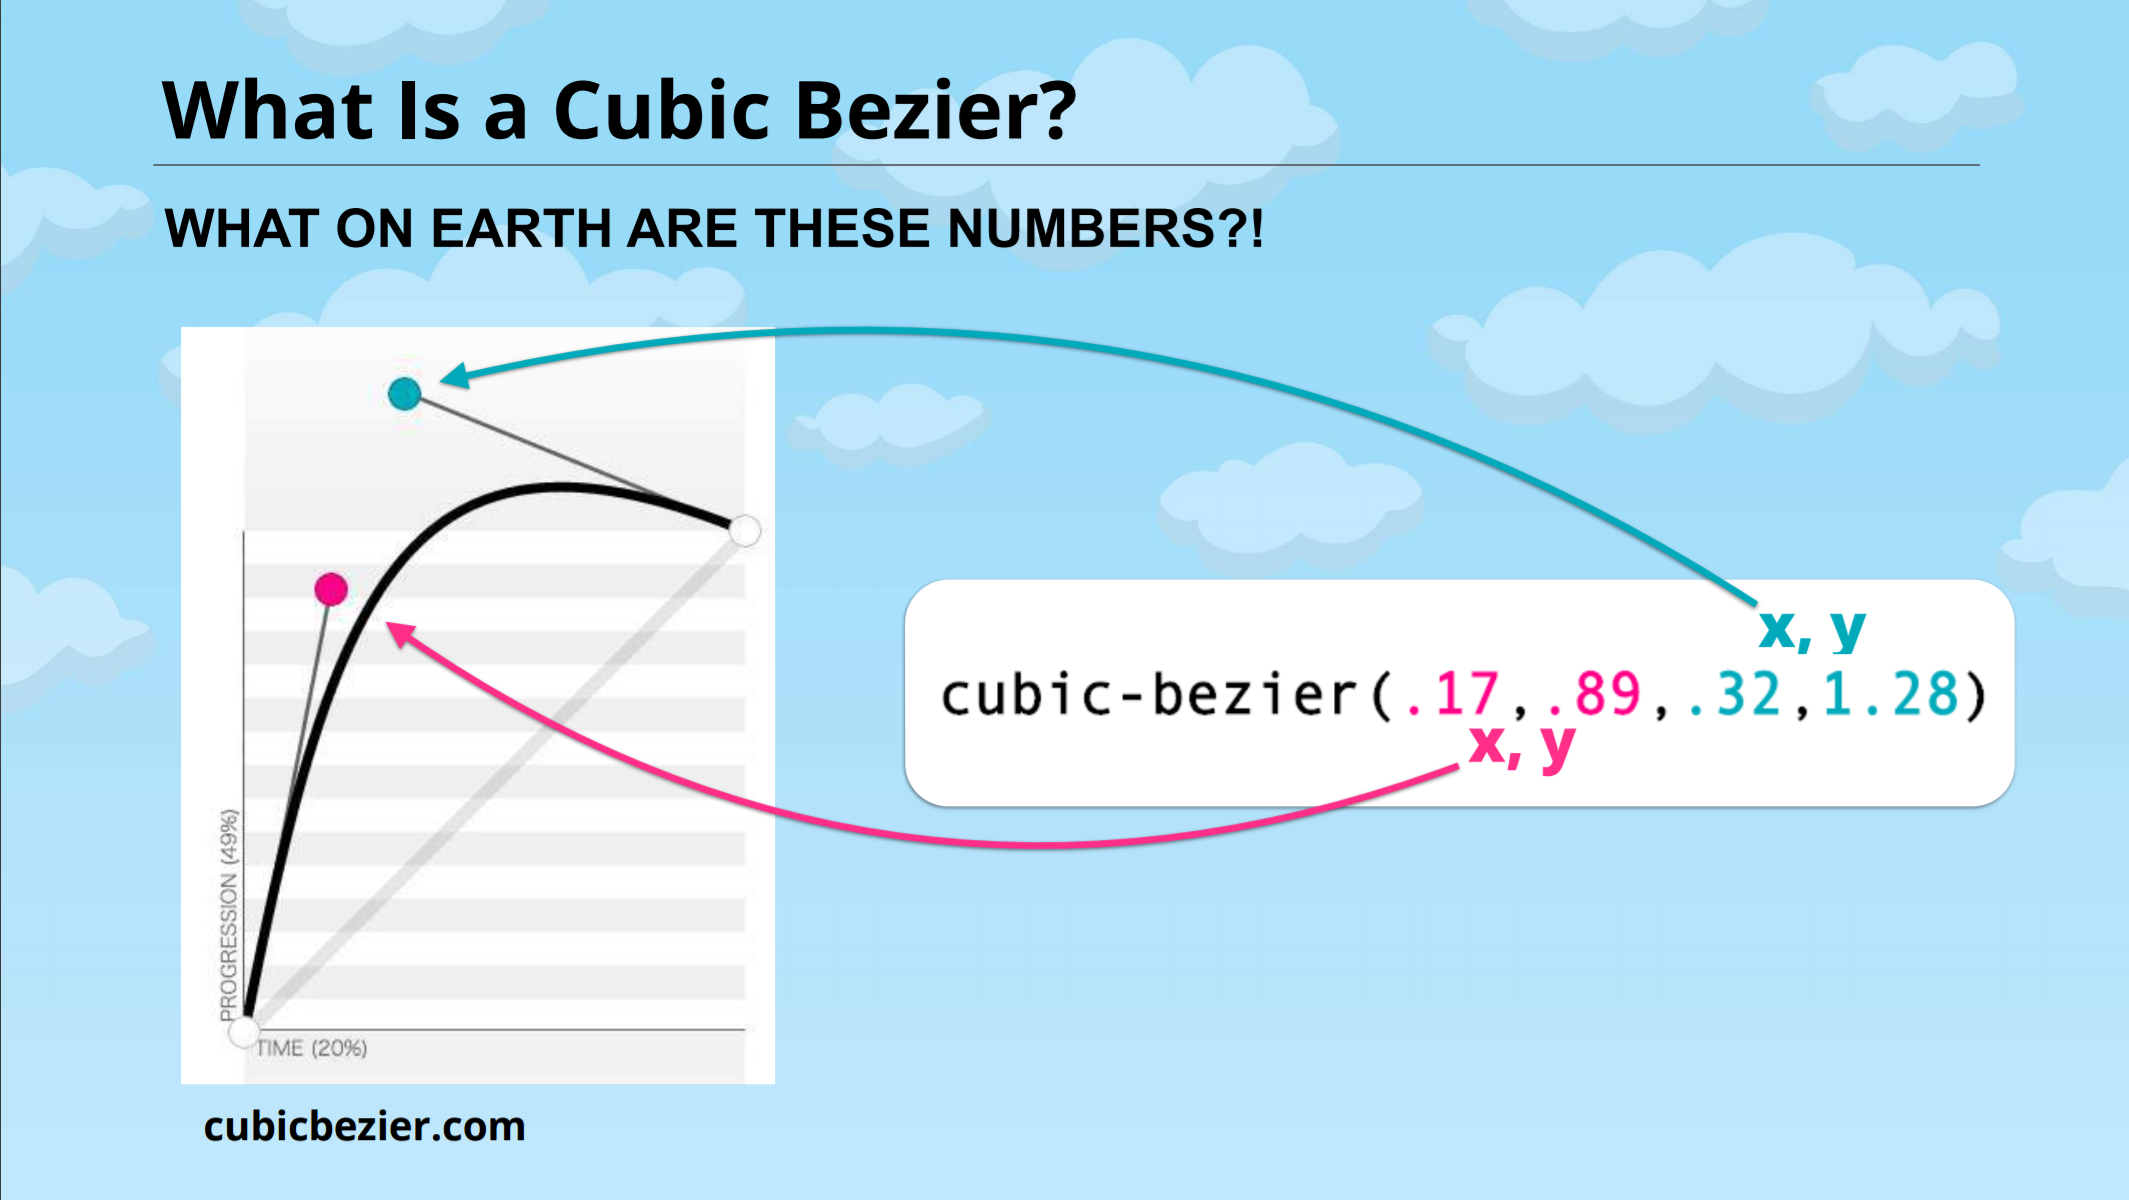 What Is a Cubic Bezier?
WHAT ON EARTH ARE THESE NUMBERS?!
x, y
cubic-bezier(.17,.89,.32,1.28)
x, y
PROGRESSION (49%)
TIME (20%)
cubicbezier.com